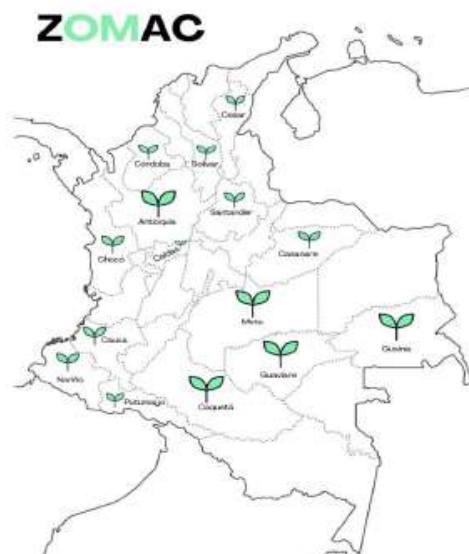 ZOMAC
Cesar
Córdoba
Bolívar
Antioquia
Santander
Chocó
Caldas
Casanare
Meta
Cauca
Guainía
Nariño
Guaviare
Putumayo
Caquetá